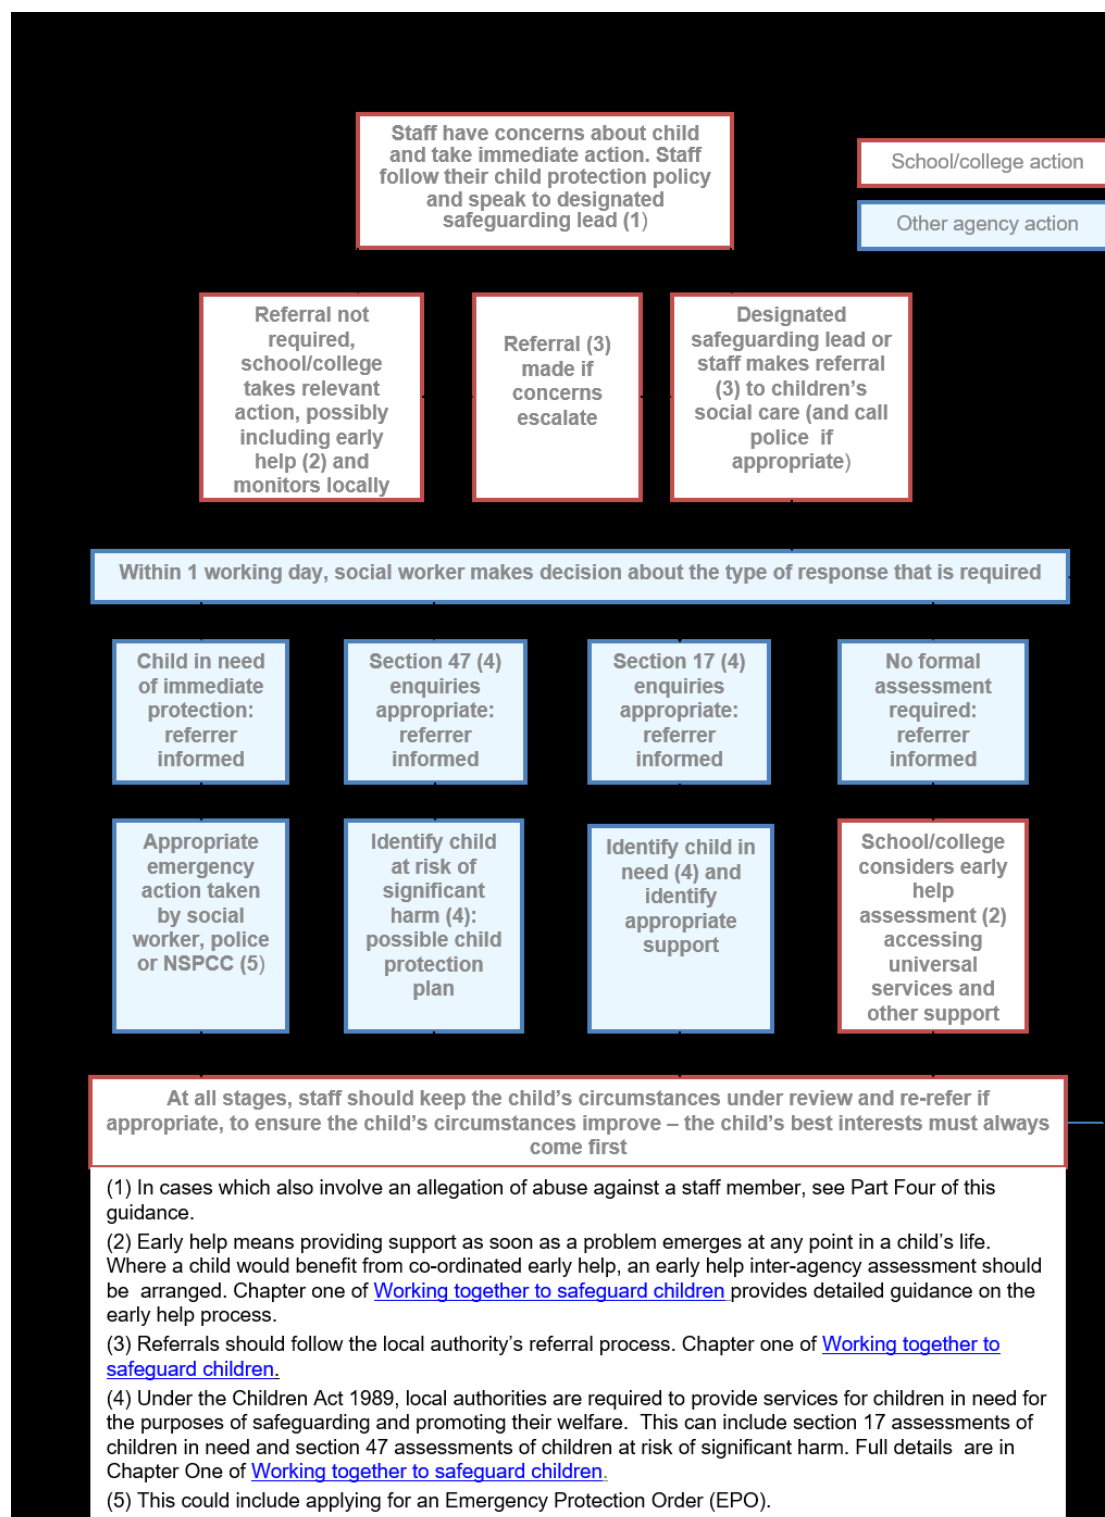 Staff have concerns about child
and take immediate action. Staff
follow their child protection policy
and speak to designated
safeguarding lead (1)
School/college action
Other agency action
Referral not
required,
school/college
takes relevant
action, possibly
including early
help (2) and
monitors locally
Referral (3)
made if
concerns
escalate
Designated
safeguarding lead or
staff makes referral
(3) to children’s
social care (and call
police if
appropriate)
Within 1 working day, social worker makes decision about the type of response that is required
Child in need
of immediate
protection:
referrer
informed
Section 47 (4)
enquiries
appropriate:
referrer
informed
Section 17 (4)
enquiries
appropriate:
referrer
informed
No formal
assessment
required:
referrer
informed
Appropriate
emergency
action taken
by social
worker, police
or NSPCC (5)
Identify child
at risk of
significant
harm (4):
possible child
protection
plan
Identify child in
need (4) and
identify
appropriate
support
School/college
considers early
help
assessment (2)
accessing
universal
services and
other support
At all stages, staff should keep the child’s circumstances under review and re-refer if
appropriate, to ensure the child’s circumstances improve – the child’s best interests must always
come first
(1) In cases which also involve an allegation of abuse against a staff member, see Part Four of this
guidance.
(2) Early help means providing support as soon as a problem emerges at any point in a child’s life.
Where a child would benefit from co-ordinated early help, an early help inter-agency assessment should
be arranged. Chapter one of Working together to safeguard children provides detailed guidance on the
early help process.
(3) Referrals should follow the local authority’s referral process. Chapter one of Working together to
safeguard children.
(4) Under the Children Act 1989, local authorities are required to provide services for children in need for
the purposes of safeguarding and promoting their welfare. This can include section 17 assessments of
children in need and section 47 assessments of children at risk of significant harm. Full details are in
Chapter One of Working together to safeguard children.
(5) This could include applying for an Emergency Protection Order (EPO).